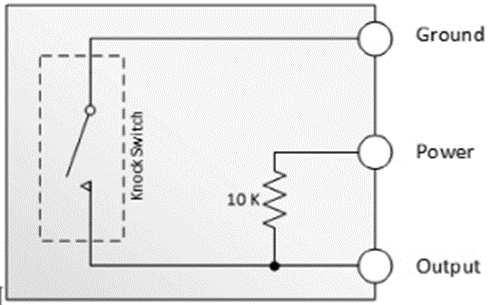 Ground
Knock Switch
Power
10 K
Output